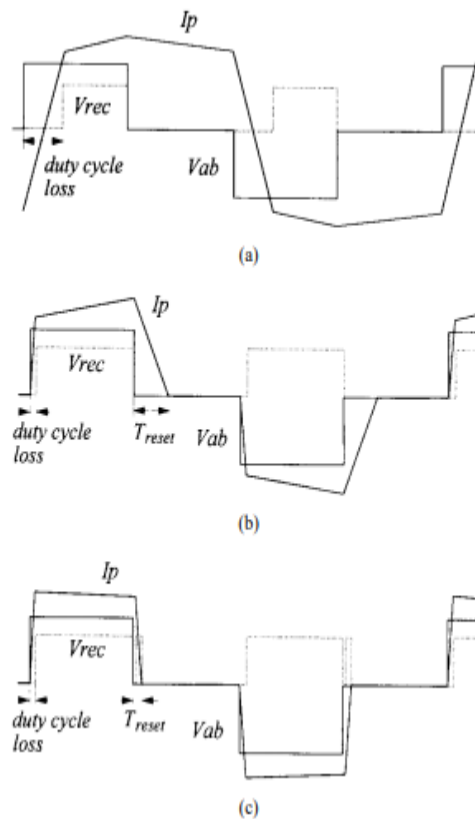 Ip
Vrec
Vab
duty cycle
loss
(a)
Ip
Vrec
duty cycle
loss
Treset
Vab
(b)
Ip
Vrec
duty cycle
loss
Treset
Vab
(c)